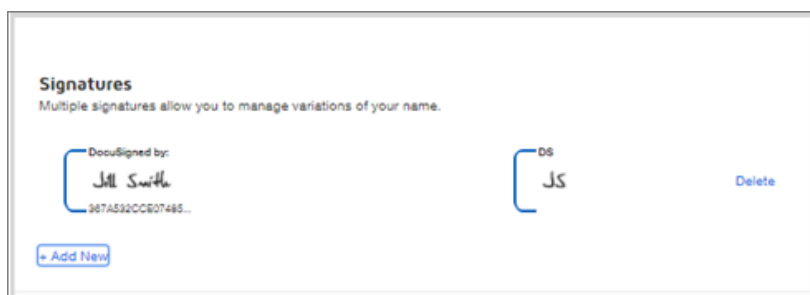 Signatures
Multiple signatures allow you to manage variations of your name.
DocuSigned by:
Jill Smith
367A532CCE07485...
DS
JS
Delete
+ Add New